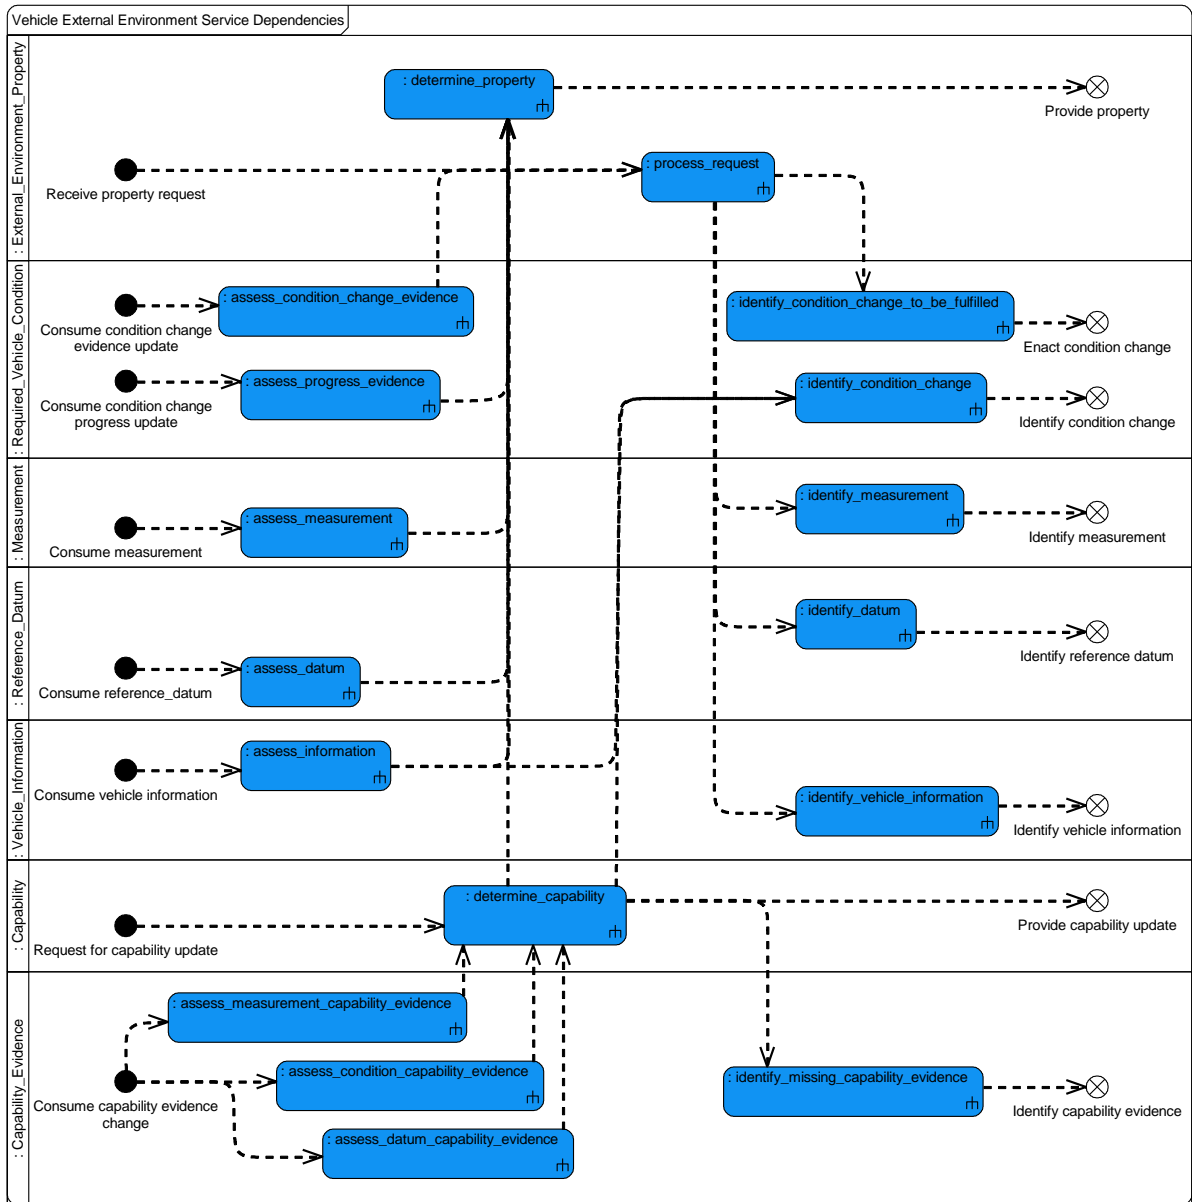 Vehicle External Environment Service Dependencies
: External_Environment_Property
: determine_property
Provide property
Receive property request
: process_request
: Required_Vehicle_Condition
: assess_condition_change_evidence
Consume condition change
evidence update
: identify_condition_change_to_be_fulfilled
Enact condition change
: assess_progress_evidence
Consume condition change
progress update
: identify_condition_change
Identify condition change
: Measurement
: assess_measurement
Consume measurement
: identify_measurement
Identify measurement
: Reference_Datum
: identify_datum
Identify reference datum
: assess_datum
Consume reference_datum
: Vehicle_Information
: assess_information
Consume vehicle information
: identify_vehicle_information
Identify vehicle information
: Capability
: determine_capability
Request for capability update
Provide capability update
: Capability_Evidence
: assess_measurement_capability_evidence
: assess_condition_capability_evidence
Consume capability evidence
change
: assess_datum_capability_evidence
: identify_missing_capability_evidence
Identify capability evidence